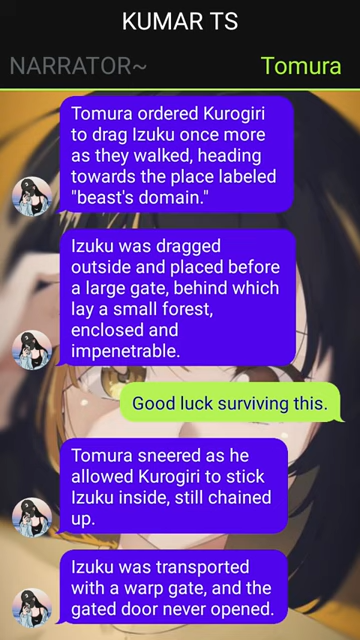 KUMAR TS
NARRATOR~ Tomura
Tomura ordered Kurogiri
to drag Izuku once more
as they walked, heading
towards the place labeled
"beast's domain."
Izuku was dragged
outside and placed before
a large gate, behind which
lay a small forest,
enclosed and
impenetrable.
Good luck surviving this.
Tomura sneered as he
allowed Kurogiri to stick
Izuku inside, still chained
up.
Izuku was transported
with a warp gate, and the
gated door never opened.